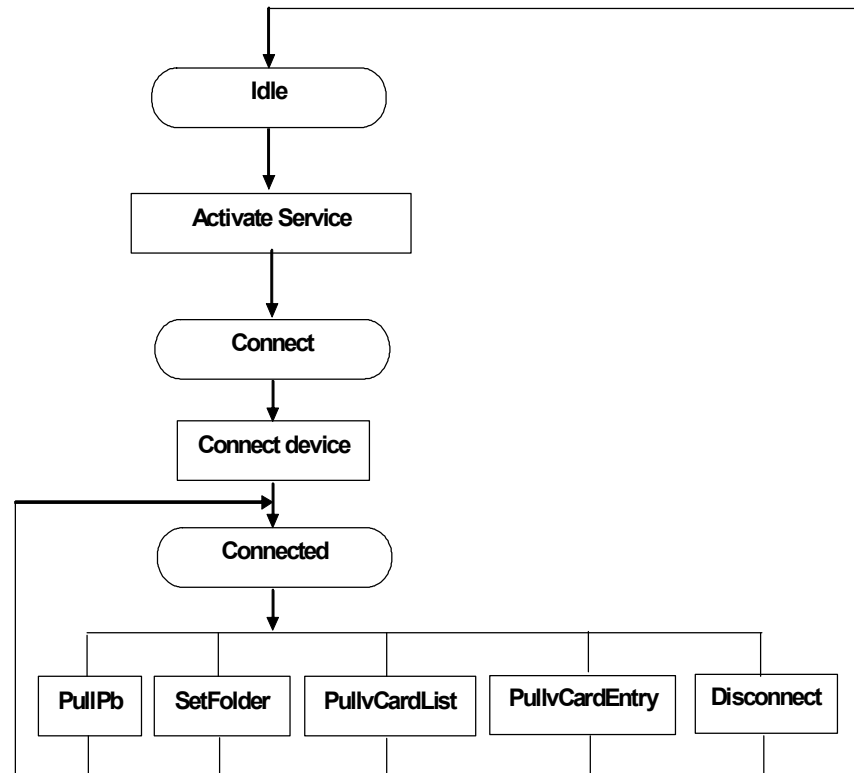 Idle
Activate Service
Connect
Connect device
Connected
PullPb
SetFolder
PullvCardList
PullvCardEntry
Disconnect